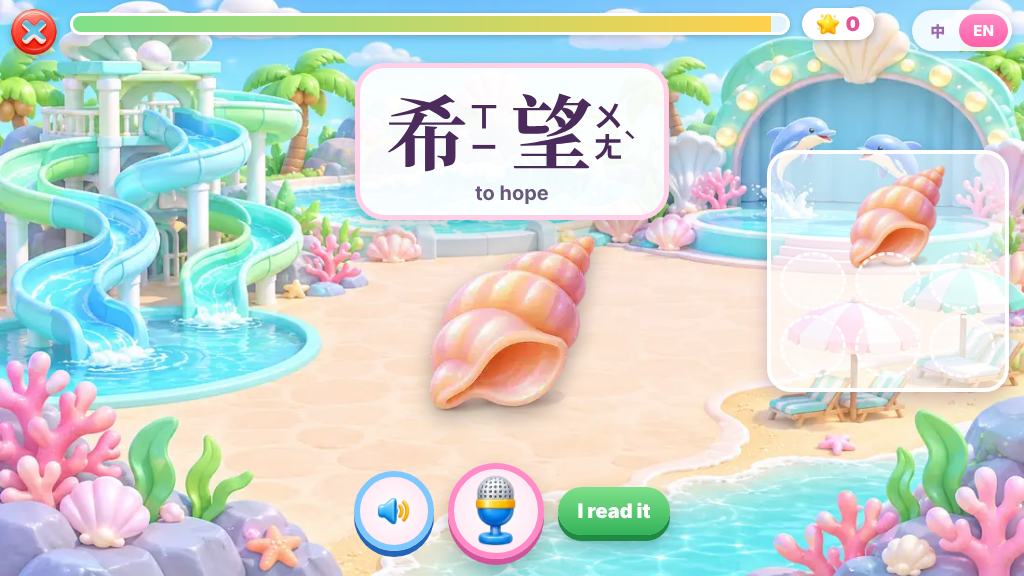 0
中 EN
希ㄒㄧ望ㄨㄤˋ
to hope
I read it